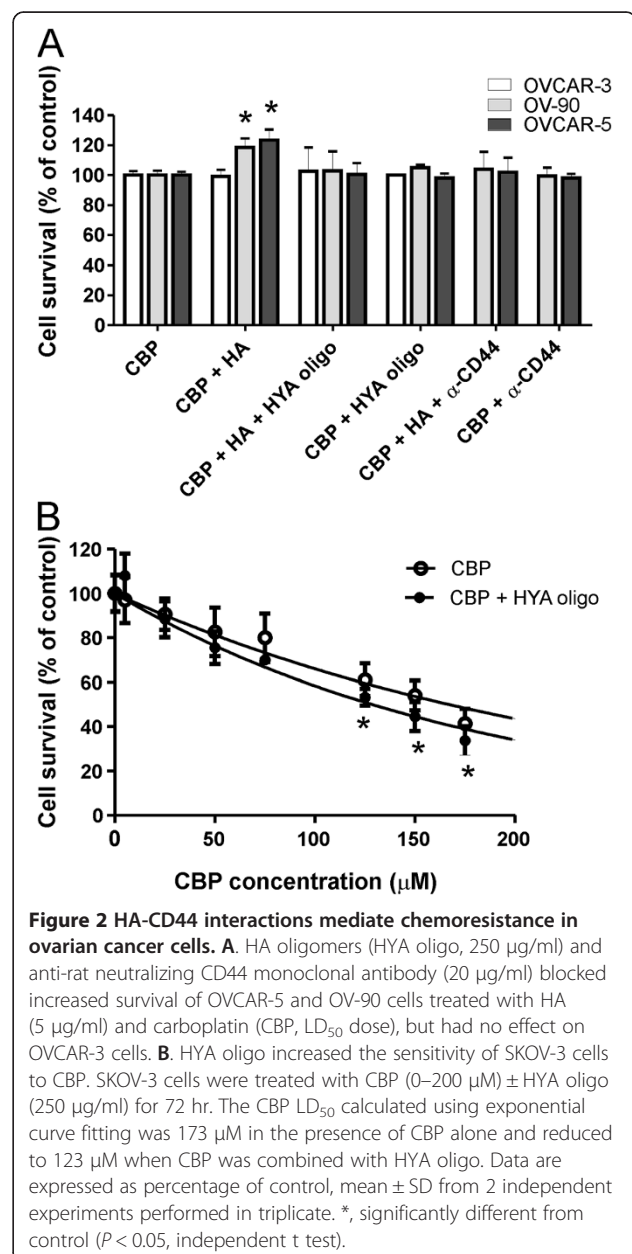 A
OVCAR-3
OV-90
OVCAR-5
Cell survival (% of control)
140
120
100
80
60
40
20
0
* *
CBP
CBP + HA
CBP + HA + HYA oligo
CBP + HYA oligo
CBP + HA + α-CD44
CBP + α-CD44
B
Cell survival (% of control)
120
100
80
60
40
20
0
CBP
CBP + HYA oligo
* * *
0 50 100 150 200
CBP concentration (μM)
Figure 2 HA-CD44 interactions mediate chemoresistance in
ovarian cancer cells. A. HA oligomers (HYA oligo, 250 μg/ml) and
anti-rat neutralizing CD44 monoclonal antibody (20 μg/ml) blocked
increased survival of OVCAR-5 and OV-90 cells treated with HA
(5 μg/ml) and carboplatin (CBP, LD50 dose), but had no effect on
OVCAR-3 cells. B. HYA oligo increased the sensitivity of SKOV-3 cells
to CBP. SKOV-3 cells were treated with CBP (0–200 μM) ± HYA oligo
(250 μg/ml) for 72 hr. The CBP LD50 calculated using exponential
curve fitting was 173 μM in the presence of CBP alone and reduced
to 123 μM when CBP was combined with HYA oligo. Data are
expressed as percentage of control, mean ± SD from 2 independent
experiments performed in triplicate. *, significantly different from
control (P < 0.05, independent t test).